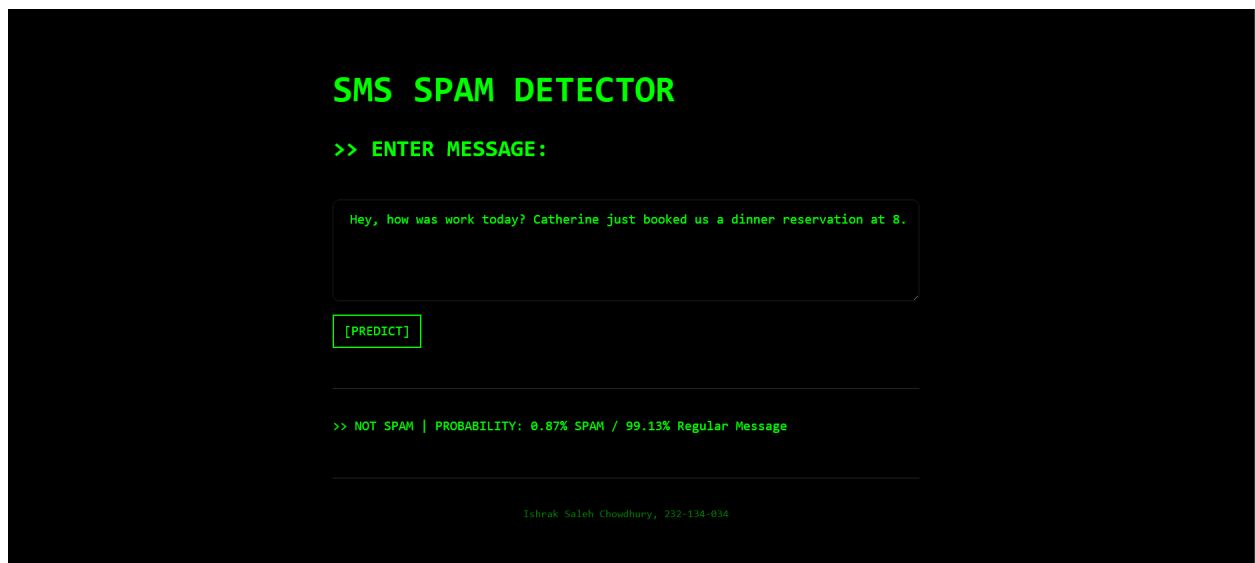 SMS SPAM DETECTOR
>> ENTER MESSAGE:
Hey, how was work today? Catherine just booked us a dinner reservation at 8.
[PREDICT]
>> NOT SPAM | PROBABILITY: 0.87% SPAM / 99.13% Regular Message
Ishrak Saleh Chowdhury, 232-134-034